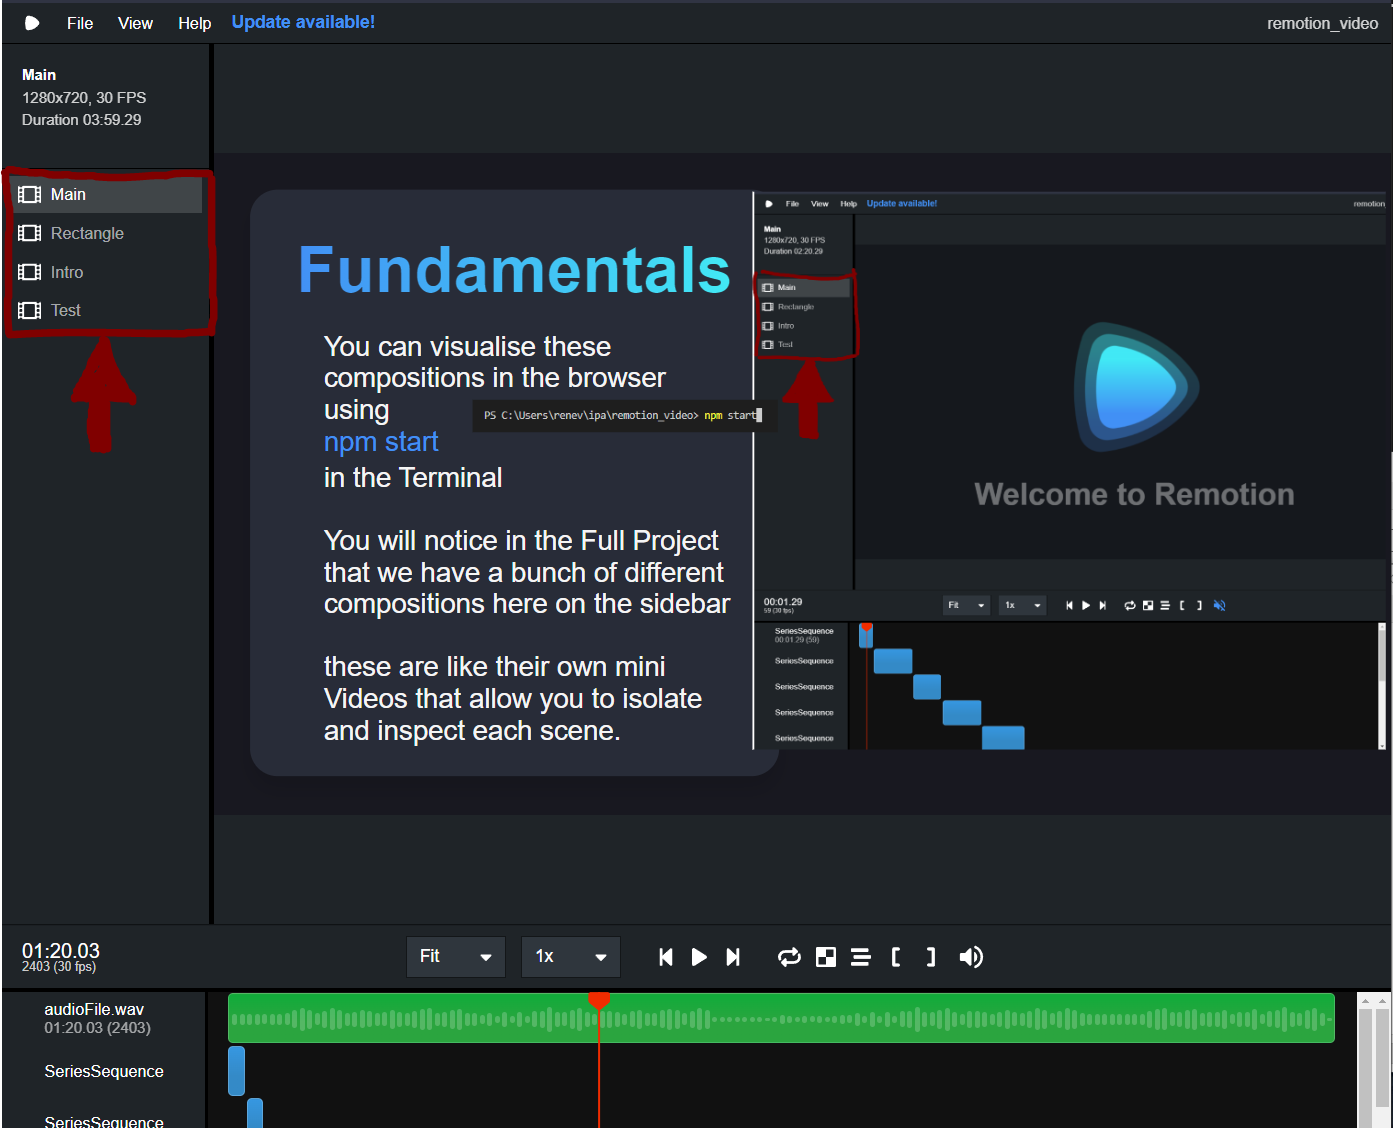 File View Help Update available! remotion_video
Main
1280x720, 30 FPS
Duration 03:59.29
Main
Rectangle
Intro
Test
Fundamentals
You can visualise these
compositions in the browser
using
npm start
in the Terminal
You will notice in the Full Project
that we have a bunch of different
compositions here on the sidebar
these are like their own mini
Videos that allow you to isolate
and inspect each scene.
PS C:\Users\renev\ipa\remotion_video> npm start
File View Help Update available! remotion
Main
1280x720, 30 FPS
Duration 02:20.29
Main
Rectangle
Intro
Test
Welcome to Remotion
00:01.29
59 (30 fps)
Fit 1x
SeriesSequence
00:01.29 (59)
SeriesSequence
SeriesSequence
SeriesSequence
SeriesSequence
01:20.03
2403 (30 fps)
Fit 1x
audioFile.wav
01:20.03 (2403)
SeriesSequence
SeriesSequence